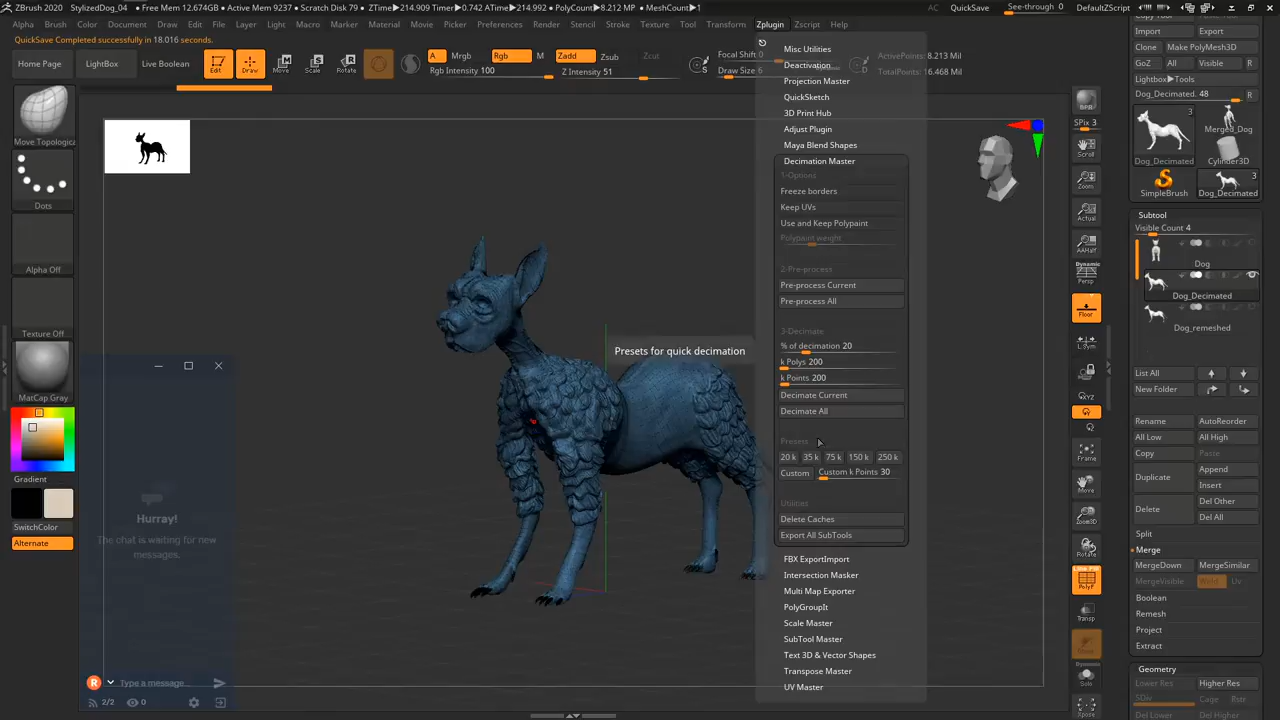 ZBrush 2020
StylizedDog_04
• Free Mem 12.674GB • Active Mem 9237 • Scratch Disk 79 • ZTime▶214.909 Timer▶0.742 ATime▶214.992 • PolyCount▶8.212 MP • MeshCount▶1
AC
QuickSave
See-through 0
DefaultZScript
Alpha
Brush
Color
Document
Draw
Edit
File
Layer
Light
Macro
Marker
Material
Movie
Picker
Preferences
Render
Stencil
Stroke
Texture
Tool
Transform
Zplugin
Zscript
Help
QuickSave Completed successfully in 18.016 seconds.
Home Page
LightBox
Live Boolean
Edit
Draw
Move
Scale
Rotate
A
Mrgb
Rgb
M
Rgb Intensity 100
Zadd
Zsub
Zcut
Z Intensity 51
S
Focal Shift
Draw Size 6
D
ActivePoints: 8.213 Mil
TotalPoints: 16.468 Mil
Move Topologica
Dots
Alpha Off
Texture Off
MatCap Gray
Gradient
SwitchColor
Alternate
Hurray!
The chat is waiting for new
messages.
R
Type a message...
2/2
0
Presets for quick decimation
Misc Utilities
Deactivation
Projection Master
QuickSketch
3D Print Hub
Adjust Plugin
Maya Blend Shapes
Decimation Master
1-Options
Freeze borders
Keep UVs
Use and Keep Polypaint
Polypaint weight
2-Pre-process
Pre-process Current
Pre-process All
3-Decimate
% of decimation 20
k Polys 200
k Points 200
Decimate Current
Decimate All
Presets
20 k
35 k
75 k
150 k
250 k
Custom
Custom k Points 30
Utilities
Delete Caches
Export All SubTools
FBX ExportImport
Intersection Masker
Multi Map Exporter
PolyGroupIt
Scale Master
SubTool Master
Text 3D & Vector Shapes
Transpose Master
UV Master
BPR
SPix 3
Scroll
Zoom
Actual
AAHalf
Dynamic
Persp
Floor
L.Sym
XYZ
Frame
Move
Zoom3D
Rotate
Line Fill
PolyF
Transp
Dynamic
Solo
Xpose
Copy Tool
Import
Export
Clone
Make PolyMesh3D
GoZ
All
Visible
R
Lightbox▶Tools
Dog_Decimated. 48
R
3
Dog_Decimated
Merged_Dog
Cylinder3D
SimpleBrush
3
Dog_Decimated
Subtool
Visible Count 4
Dog
Dog_Decimated
Dog_remeshed
List All
New Folder
Rename
AutoReorder
All Low
All High
Copy
Paste
Duplicate
Append
Insert
Delete
Del Other
Del All
Split
Merge
MergeDown
MergeSimilar
MergeVisible
Weld
Uv
Boolean
Remesh
Project
Extract
Geometry
Lower Res
Higher Res
SDiv
Cage
Rstr
Del Lower
Del Higher